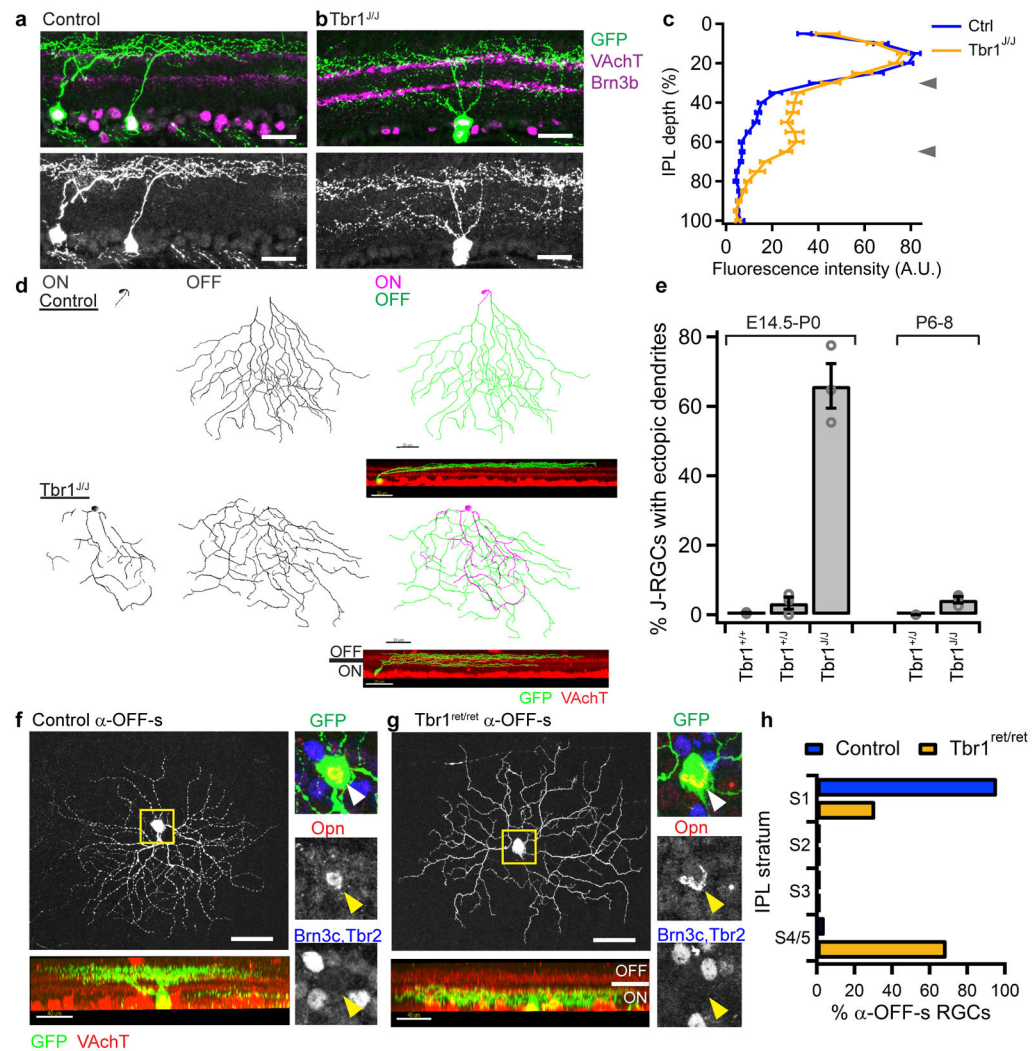 a Control
b Tbr1J/J
GFP
VAchT
Brn3b
c
Ctrl
Tbr1J/J
IPL depth (%)
0
20
40
60
80
100
0 20 40 60 80
Fluorescence intensity (A.U.)
d
ON OFF ON
OFF
Control
Tbr1J/J
OFF
ON
GFP VAchT
e
E14.5-P0 P6-8
% J-RGCs with ectopic dendrites
80
60
40
20
0
Tbr1+/+ Tbr1+/J Tbr1J/J Tbr1+/J Tbr1J/J
f Control α-OFF-s
GFP
Opn
Brn3c,Tbr2
40 μm
GFP VAchT
g Tbr1ret/ret α-OFF-s
GFP
Opn
Brn3c,Tbr2
OFF
ON
40 μm
h
Control Tbr1ret/ret
IPL stratum
S1
S2
S3
S4/5
0 20 40 60 80 100
% α-OFF-s RGCs